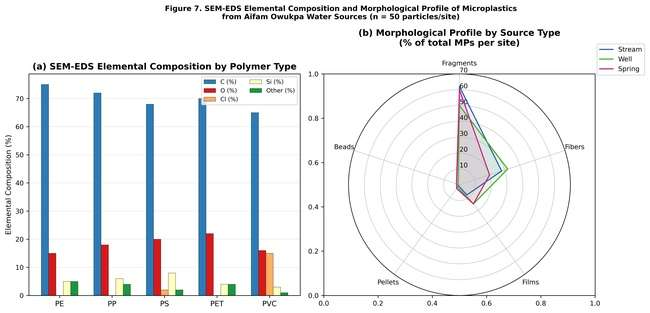 Figure 7. SEM-EDS Elemental Composition and Morphological Profile of Microplastics
from Aifam Owukpa Water Sources (n = 50 particles/site)
(a) SEM-EDS Elemental Composition by Polymer Type
C (%)
O (%)
Cl (%)
Si (%)
Other (%)
Elemental Composition (%)
70
60
50
40
30
20
10
0
PE
PP
PS
PET
PVC
(b) Morphological Profile by Source Type
(% of total MPs per site)
Stream
Well
Spring
Fragments
Fibers
Films
Pellets
Beads
70
60
50
40
30
20
10
1.0
0.8
0.6
0.4
0.2
0.0
0.0
0.2
0.4
0.6
0.8
1.0